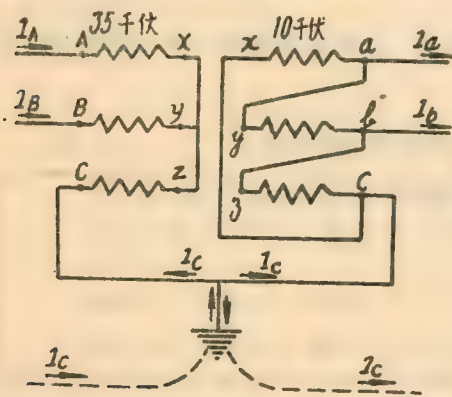 I_A A 35千伏 X x 10千伏 a I_a
I_B B y y b I_b
C z 3 C
I_c I_c
I_c I_c